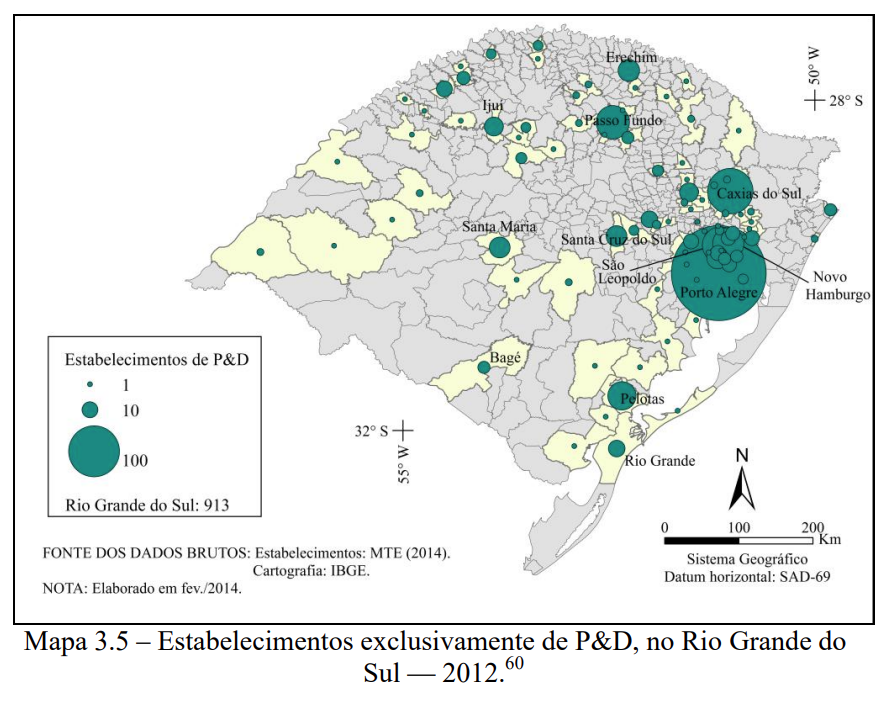 Erechim
50° W
28° S
Ijuí
Passo Fundo
Caxias do Sul
Santa Maria
Santa Cruz do Sul
São
Leopoldo
Novo
Hamburgo
Porto Alegre
Estabelecimentos de P&D
1
10
100
Rio Grande do Sul: 913
Bagé
Pelotas
32° S
55° W
Rio Grande
N
0 100 200
Km
Sistema Geográfico
Datum horizontal: SAD-69
FONTE DOS DADOS BRUTOS: Estabelecimentos: MTE (2014).
Cartografia: IBGE.
NOTA: Elaborado em fev./2014.
Mapa 3.5 – Estabelecimentos exclusivamente de P&D, no Rio Grande do
Sul — 2012.60